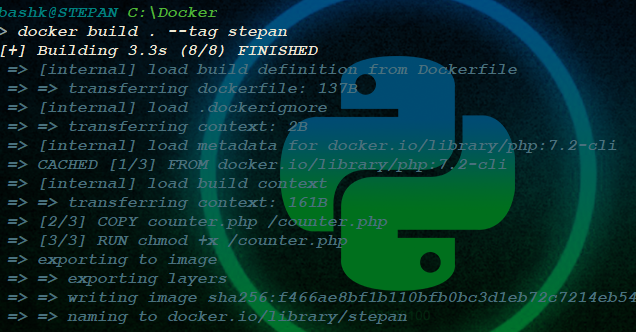 bashk@STEPAN C:\Docker
> docker build . --tag stepan
[+] Building 3.3s (8/8) FINISHED
=> [internal] load build definition from Dockerfile
=> => transferring dockerfile: 137B
=> [internal] load .dockerignore
=> => transferring context: 2B
=> [internal] load metadata for docker.io/library/php:7.2-cli
=> CACHED [1/3] FROM docker.io/library/php:7.2-cli
=> [internal] load build context
=> => transferring context: 161B
=> [2/3] COPY counter.php /counter.php
=> [3/3] RUN chmod +x /counter.php
=> exporting to image
=> => exporting layers
=> => writing image sha256:f466ae8bf1b110bfb0bc3d1eb72c7214eb54
=> => naming to docker.io/library/stepan